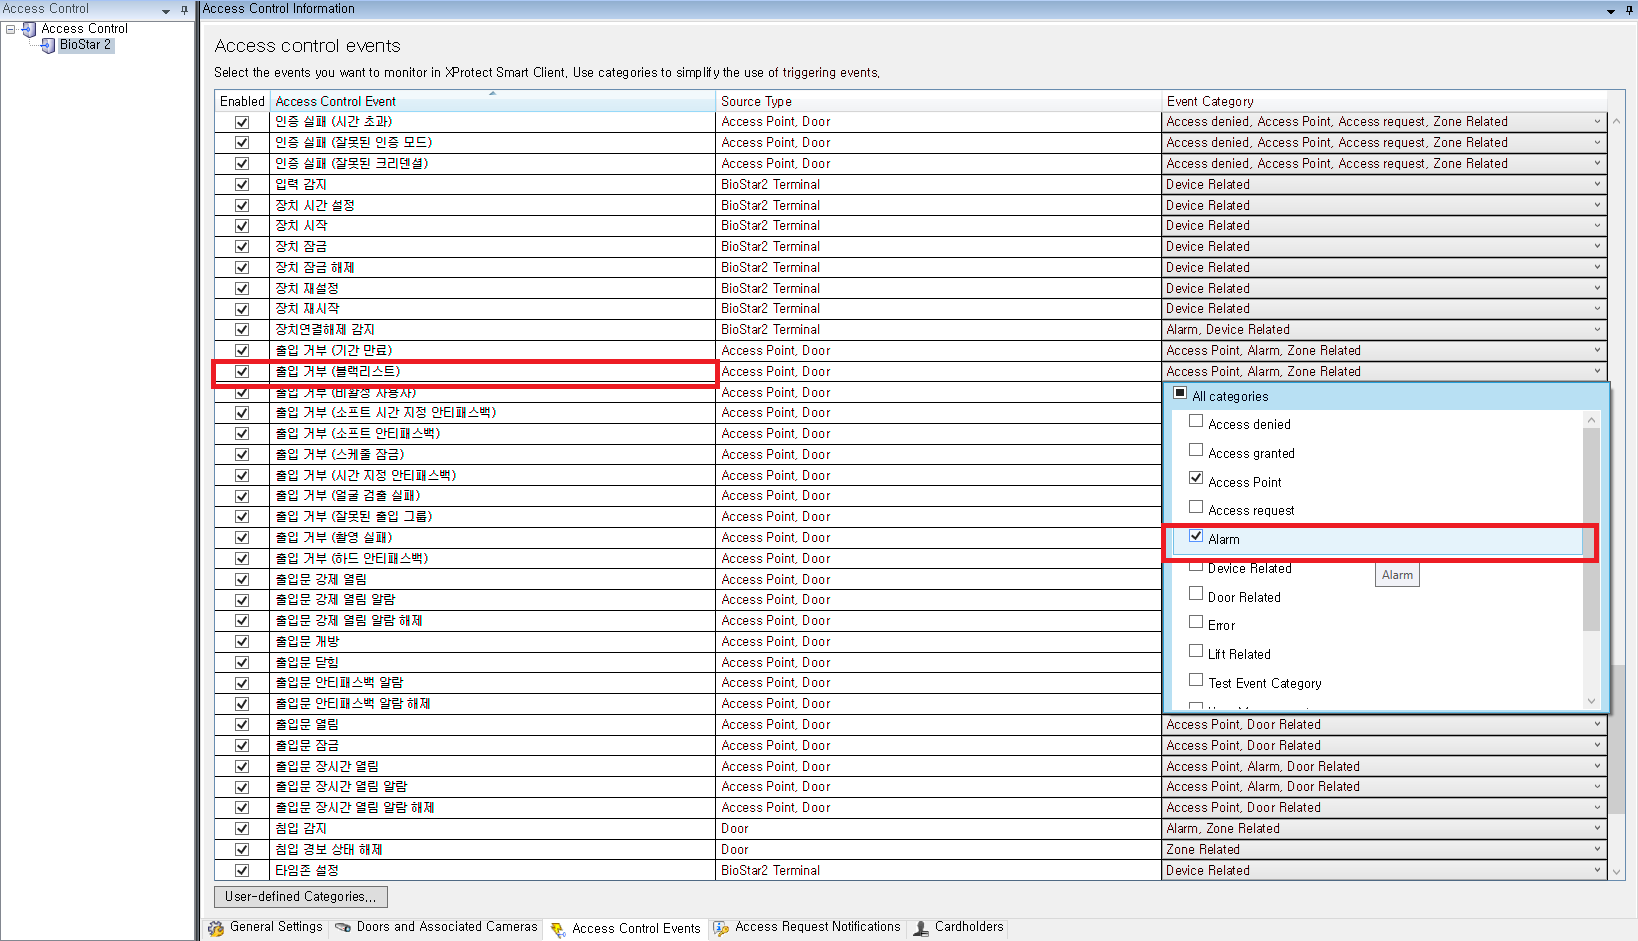 Access Control
Access Control Information
Access Control
BioStar 2
Access control events
Select the events you want to monitor in XProtect Smart Client. Use categories to simplify the use of triggering events.
Enabled Access Control Event Source Type Event Category
인증 실패 (시간 초과) Access Point, Door Access denied, Access Point, Access request, Zone Related
인증 실패 (잘못된 인증 모드) Access Point, Door Access denied, Access Point, Access request, Zone Related
인증 실패 (잘못된 크리덴셜) Access Point, Door Access denied, Access Point, Access request, Zone Related
입력 감지 BioStar2 Terminal Device Related
장치 시간 설정 BioStar2 Terminal Device Related
장치 시작 BioStar2 Terminal Device Related
장치 잠금 BioStar2 Terminal Device Related
장치 잠금 해제 BioStar2 Terminal Device Related
장치 재설정 BioStar2 Terminal Device Related
장치 재시작 BioStar2 Terminal Device Related
장치연결해제 감지 BioStar2 Terminal Alarm, Device Related
출입 거부 (기간 만료) Access Point, Door Access Point, Alarm, Zone Related
출입 거부 (블랙리스트) Access Point, Door Access Point, Alarm, Zone Related
출입 거부 (비활성 사용자) Access Point, Door
출입 거부 (소프트 시간 지정 안티패스백) Access Point, Door
출입 거부 (소프트 안티패스백) Access Point, Door
출입 거부 (스케줄 잠금) Access Point, Door
출입 거부 (시간 지정 안티패스백) Access Point, Door
출입 거부 (얼굴 검출 실패) Access Point, Door
출입 거부 (잘못된 출입 그룹) Access Point, Door
출입 거부 (촬영 실패) Access Point, Door
출입 거부 (하드 안티패스백) Access Point, Door
출입문 강제 열림 Access Point, Door
출입문 강제 열림 알람 Access Point, Door
출입문 강제 열림 알람 해제 Access Point, Door
출입문 개방 Access Point, Door
출입문 닫힘 Access Point, Door
출입문 안티패스백 알람 Access Point, Door
출입문 안티패스백 알람 해제 Access Point, Door
All categories
Access denied
Access granted
Access Point
Access request
Alarm
Device Related
Alarm
Door Related
Error
Lift Related
Test Event Category
출입문 열림 Access Point, Door Access Point, Door Related
출입문 잠금 Access Point, Door Access Point, Door Related
출입문 장시간 열림 Access Point, Door Access Point, Alarm, Door Related
출입문 장시간 열림 알람 Access Point, Door Access Point, Alarm, Door Related
출입문 장시간 열림 알람 해제 Access Point, Door Access Point, Door Related
침입 감지 Door Alarm, Zone Related
침입 경보 상태 해제 Door Zone Related
타임존 설정 BioStar2 Terminal Device Related
User-defined Categories...
General Settings Doors and Associated Cameras Access Control Events Access Request Notifications Cardholders